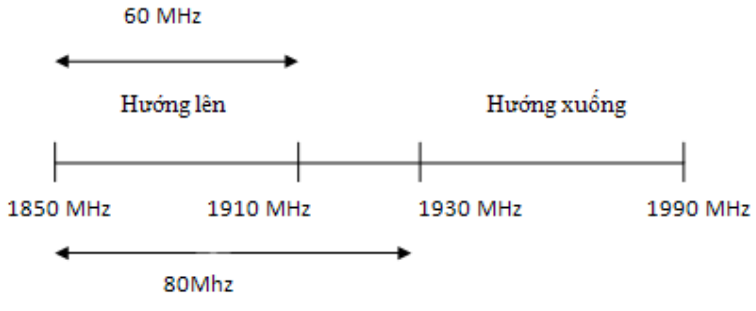 60 MHz
Hướng lên Hướng xuống
1850 MHz 1910 MHz 1930 MHz 1990 MHz
80Mhz